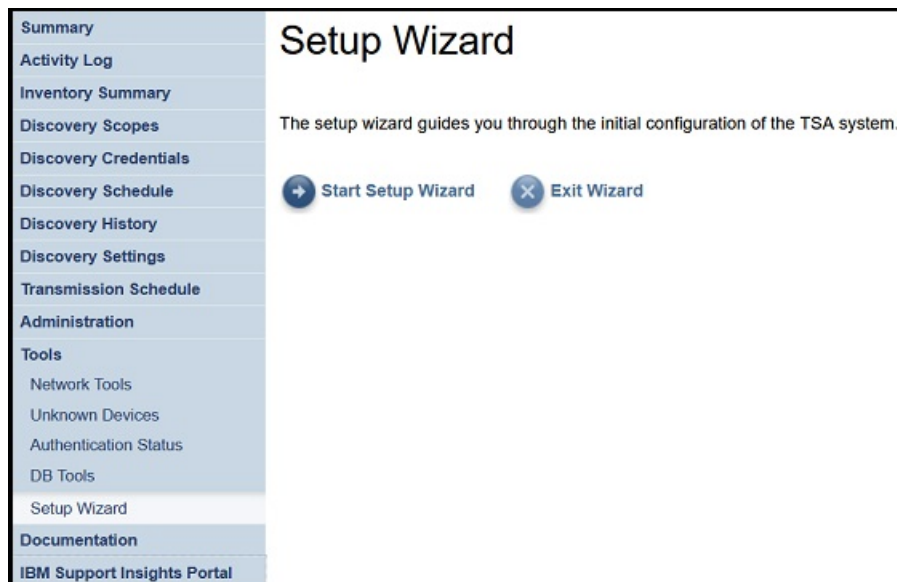 Summary
Activity Log
Inventory Summary
Discovery Scopes
Discovery Credentials
Discovery Schedule
Discovery History
Discovery Settings
Transmission Schedule
Administration
Tools
Network Tools
Unknown Devices
Authentication Status
DB Tools
Setup Wizard
Documentation
IBM Support Insights Portal
Setup Wizard
The setup wizard guides you through the initial configuration of the TSA system.
Start Setup Wizard Exit Wizard